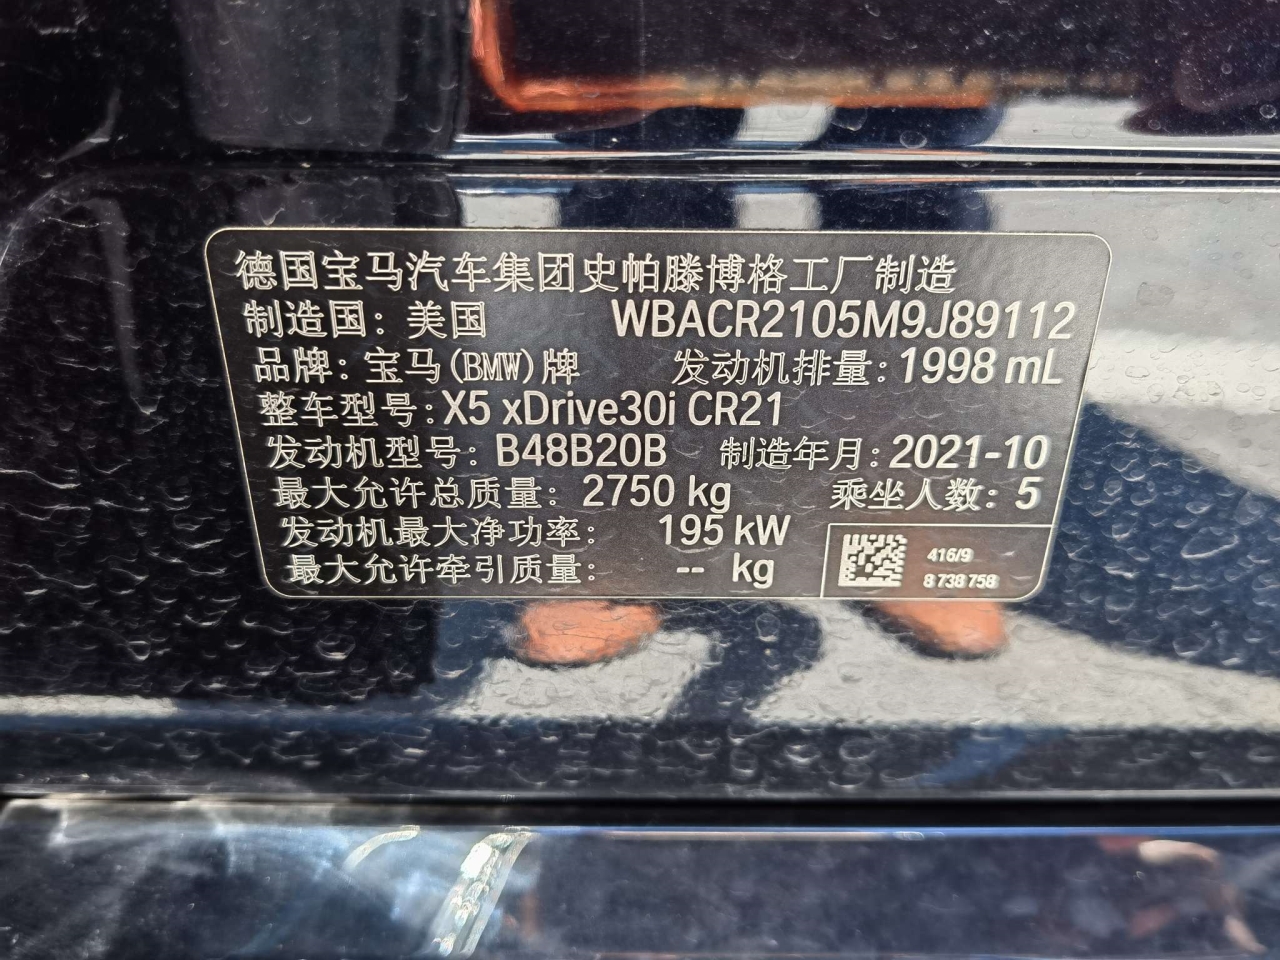 德国宝马汽车集团史帕滕博格工厂制造
制造国：美国 WBACR2105M9J89112
品牌：宝马(BMW)牌 发动机排量：1998 mL
整车型号：X5 xDrive30i CR21
发动机型号：B48B20B 制造年月：2021-10
最大允许总质量：2750 kg 乘坐人数：5
发动机最大净功率：195 kW
最大允许牵引质量：-- kg
416/9
8 738 758